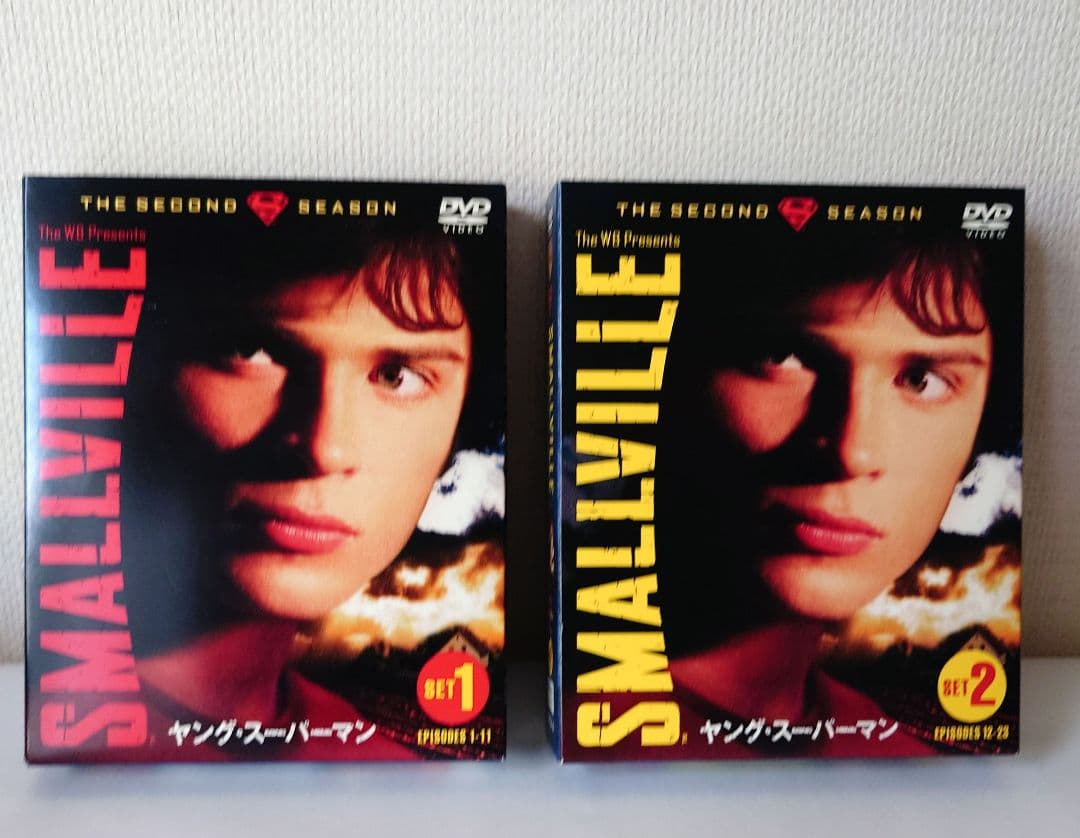 THE SECOND SEASON
DVD
VIDEO
The WB Presents
SMALLVILLE
SET 1
ヤング・スーパーマン
EPISODES 1-11
THE SECOND SEASON
DVD
VIDEO
The WB Presents
SMALLVILLE
SET 2
ヤング・スーパーマン
EPISODES 12-23